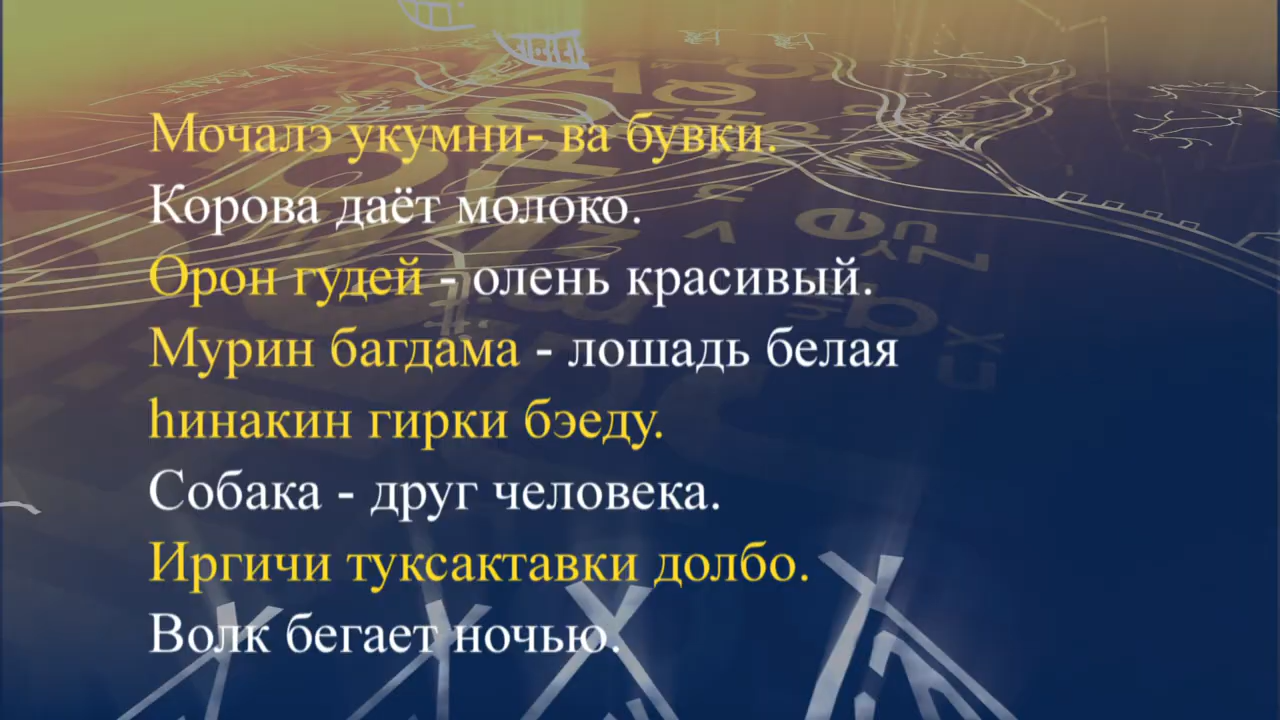 Мочалэ укумни- ва бувки.
Корова даёт молоко.
Орон гудей - олень красивый.
Мурин багдама - лошадь белая
һинакин гирки бэеду.
Собака - друг человека.
Иргичи туксактавки долбо.
Волк бегает ночью.